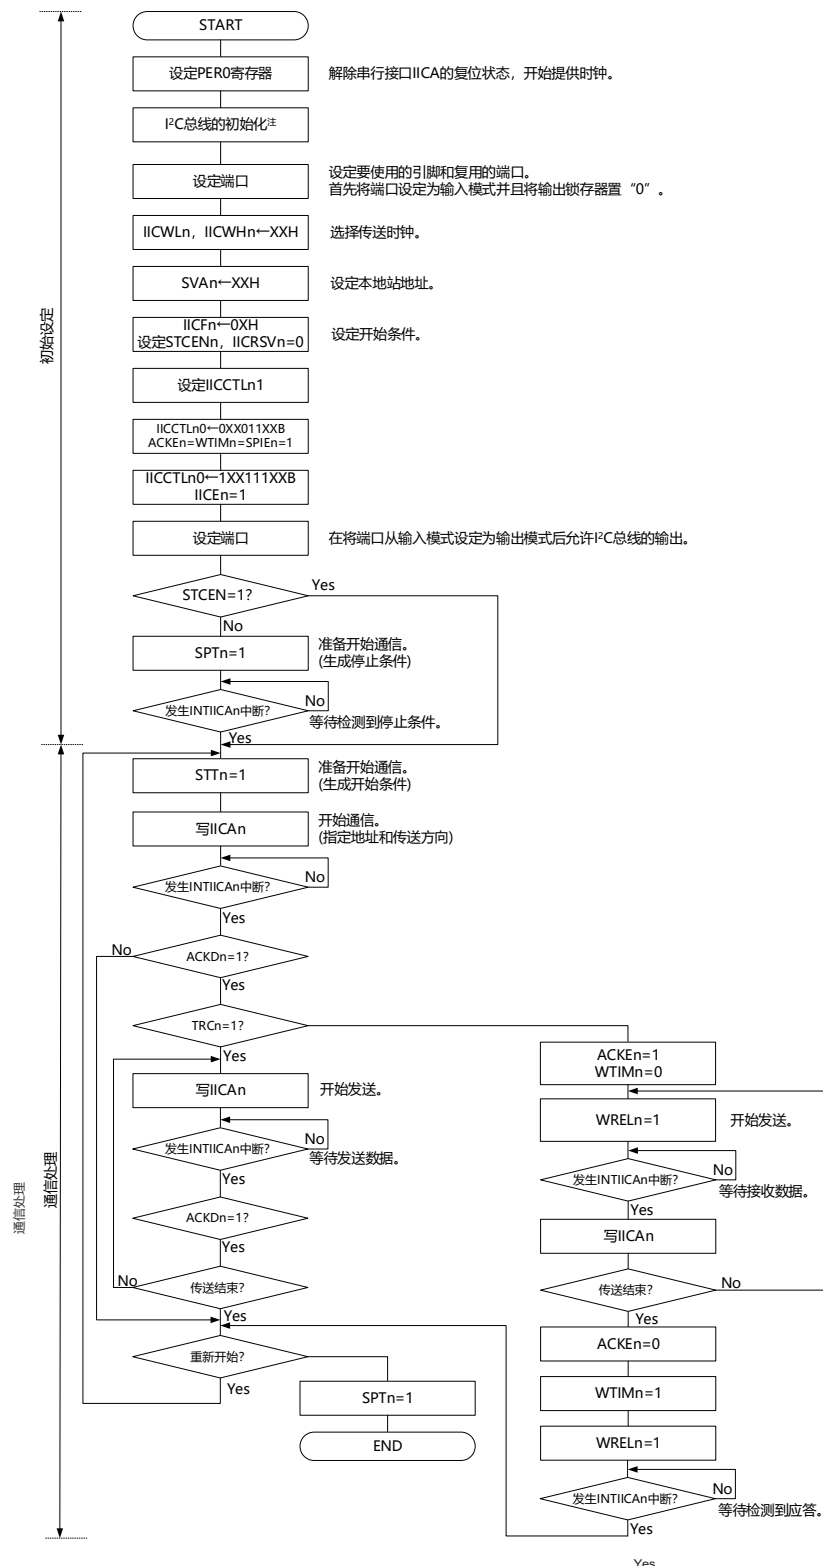 START
设定PER0寄存器
解除串行接口IICA的复位状态，开始提供时钟。
I²C总线的初始化注
设定端口
设定要使用的引脚和复用的端口。
首先将端口设定为输入模式并且将输出锁存器置“0”。
IICWLn，IICWHn←XXH
选择传送时钟。
SVAn←XXH
设定本地站地址。
IICFn←0XH
设定STCENn，IICRSVn=0
设定开始条件。
设定IICCTLn1
IICCTLn0←0XX011XXB
ACKEn=WTIMn=SPIEn=1
IICCTLn0←1XX111XXB
IICEn=1
设定端口
在将端口从输入模式设定为输出模式后允许I²C总线的输出。
初始设定
STCEN=1?
Yes
No
SPTn=1
准备开始通信。
(生成停止条件)
发生INTIICAn中断?
No
等待检测到停止条件。
Yes
STTn=1
准备开始通信。
(生成开始条件)
写IICAn
开始通信。
(指定地址和传送方向)
发生INTIICAn中断?
No
Yes
ACKDn=1?
No
Yes
TRCn=1?
Yes
写IICAn
开始发送。
发生INTIICAn中断?
No
等待发送数据。
Yes
ACKDn=1?
Yes
传送结束?
No
Yes
重新开始?
Yes
SPTn=1
END
通信处理
通信处理
ACKEn=1
WTIMn=0
WRELn=1
开始发送。
发生INTIICAn中断?
No
等待接收数据。
Yes
写IICAn
传送结束?
No
Yes
ACKEn=0
WTIMn=1
WRELn=1
发生INTIICAn中断?
No
等待检测到应答。
Yes
Yes